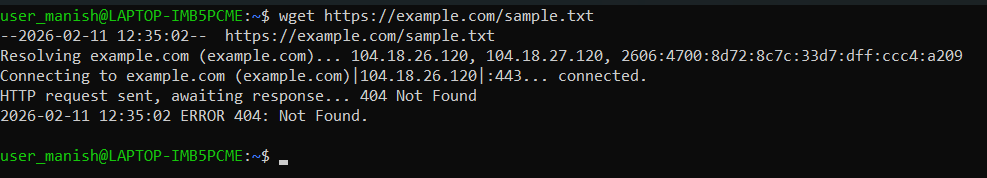 user_manish@LAPTOP-IMB5PCME:~$ wget https://example.com/sample.txt
--2026-02-11 12:35:02--  https://example.com/sample.txt
Resolving example.com (example.com)... 104.18.26.120, 104.18.27.120, 2606:4700:8d72:8c7c:33d7:dff:ccc4:a209
Connecting to example.com (example.com)|104.18.26.120|:443... connected.
HTTP request sent, awaiting response... 404 Not Found
2026-02-11 12:35:02 ERROR 404: Not Found.
user_manish@LAPTOP-IMB5PCME:~$